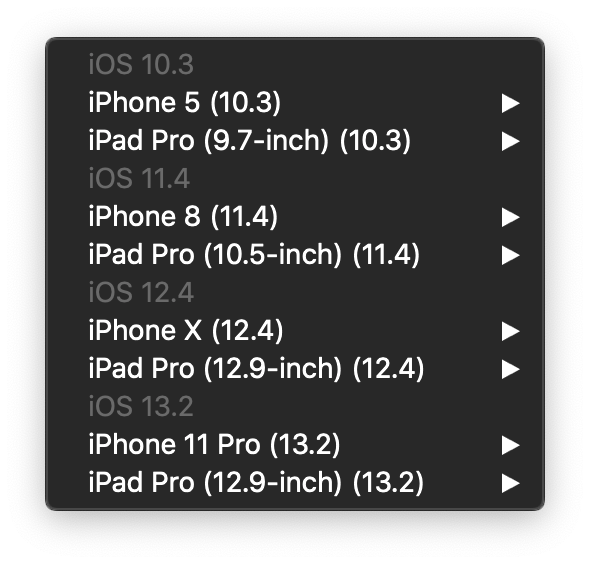 iOS 10.3
iPhone 5 (10.3)
iPad Pro (9.7-inch) (10.3)
iOS 11.4
iPhone 8 (11.4)
iPad Pro (10.5-inch) (11.4)
iOS 12.4
iPhone X (12.4)
iPad Pro (12.9-inch) (12.4)
iOS 13.2
iPhone 11 Pro (13.2)
iPad Pro (12.9-inch) (13.2)